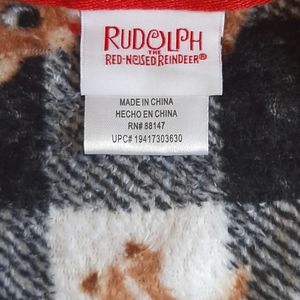 RUDOLPH
THE
RED-NOSED REINDEER®
MADE IN CHINA
HECHO EN CHINA
RN# 88147
UPC# 19417303630